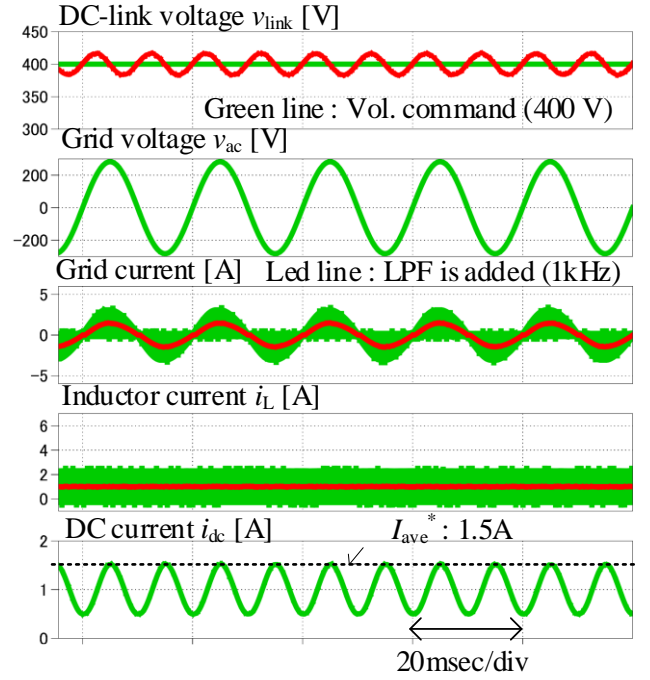 DC-link voltage vlink [V]
450
400
350
300
Green line : Vol. command (400 V)
Grid voltage vac [V]
200
0
−200
Grid current [A] Led line : LPF is added (1kHz)
5
0
−5
Inductor current iL [A]
6
4
2
0
DC current idc [A] Iave* : 1.5A
2
1
0
20msec/div